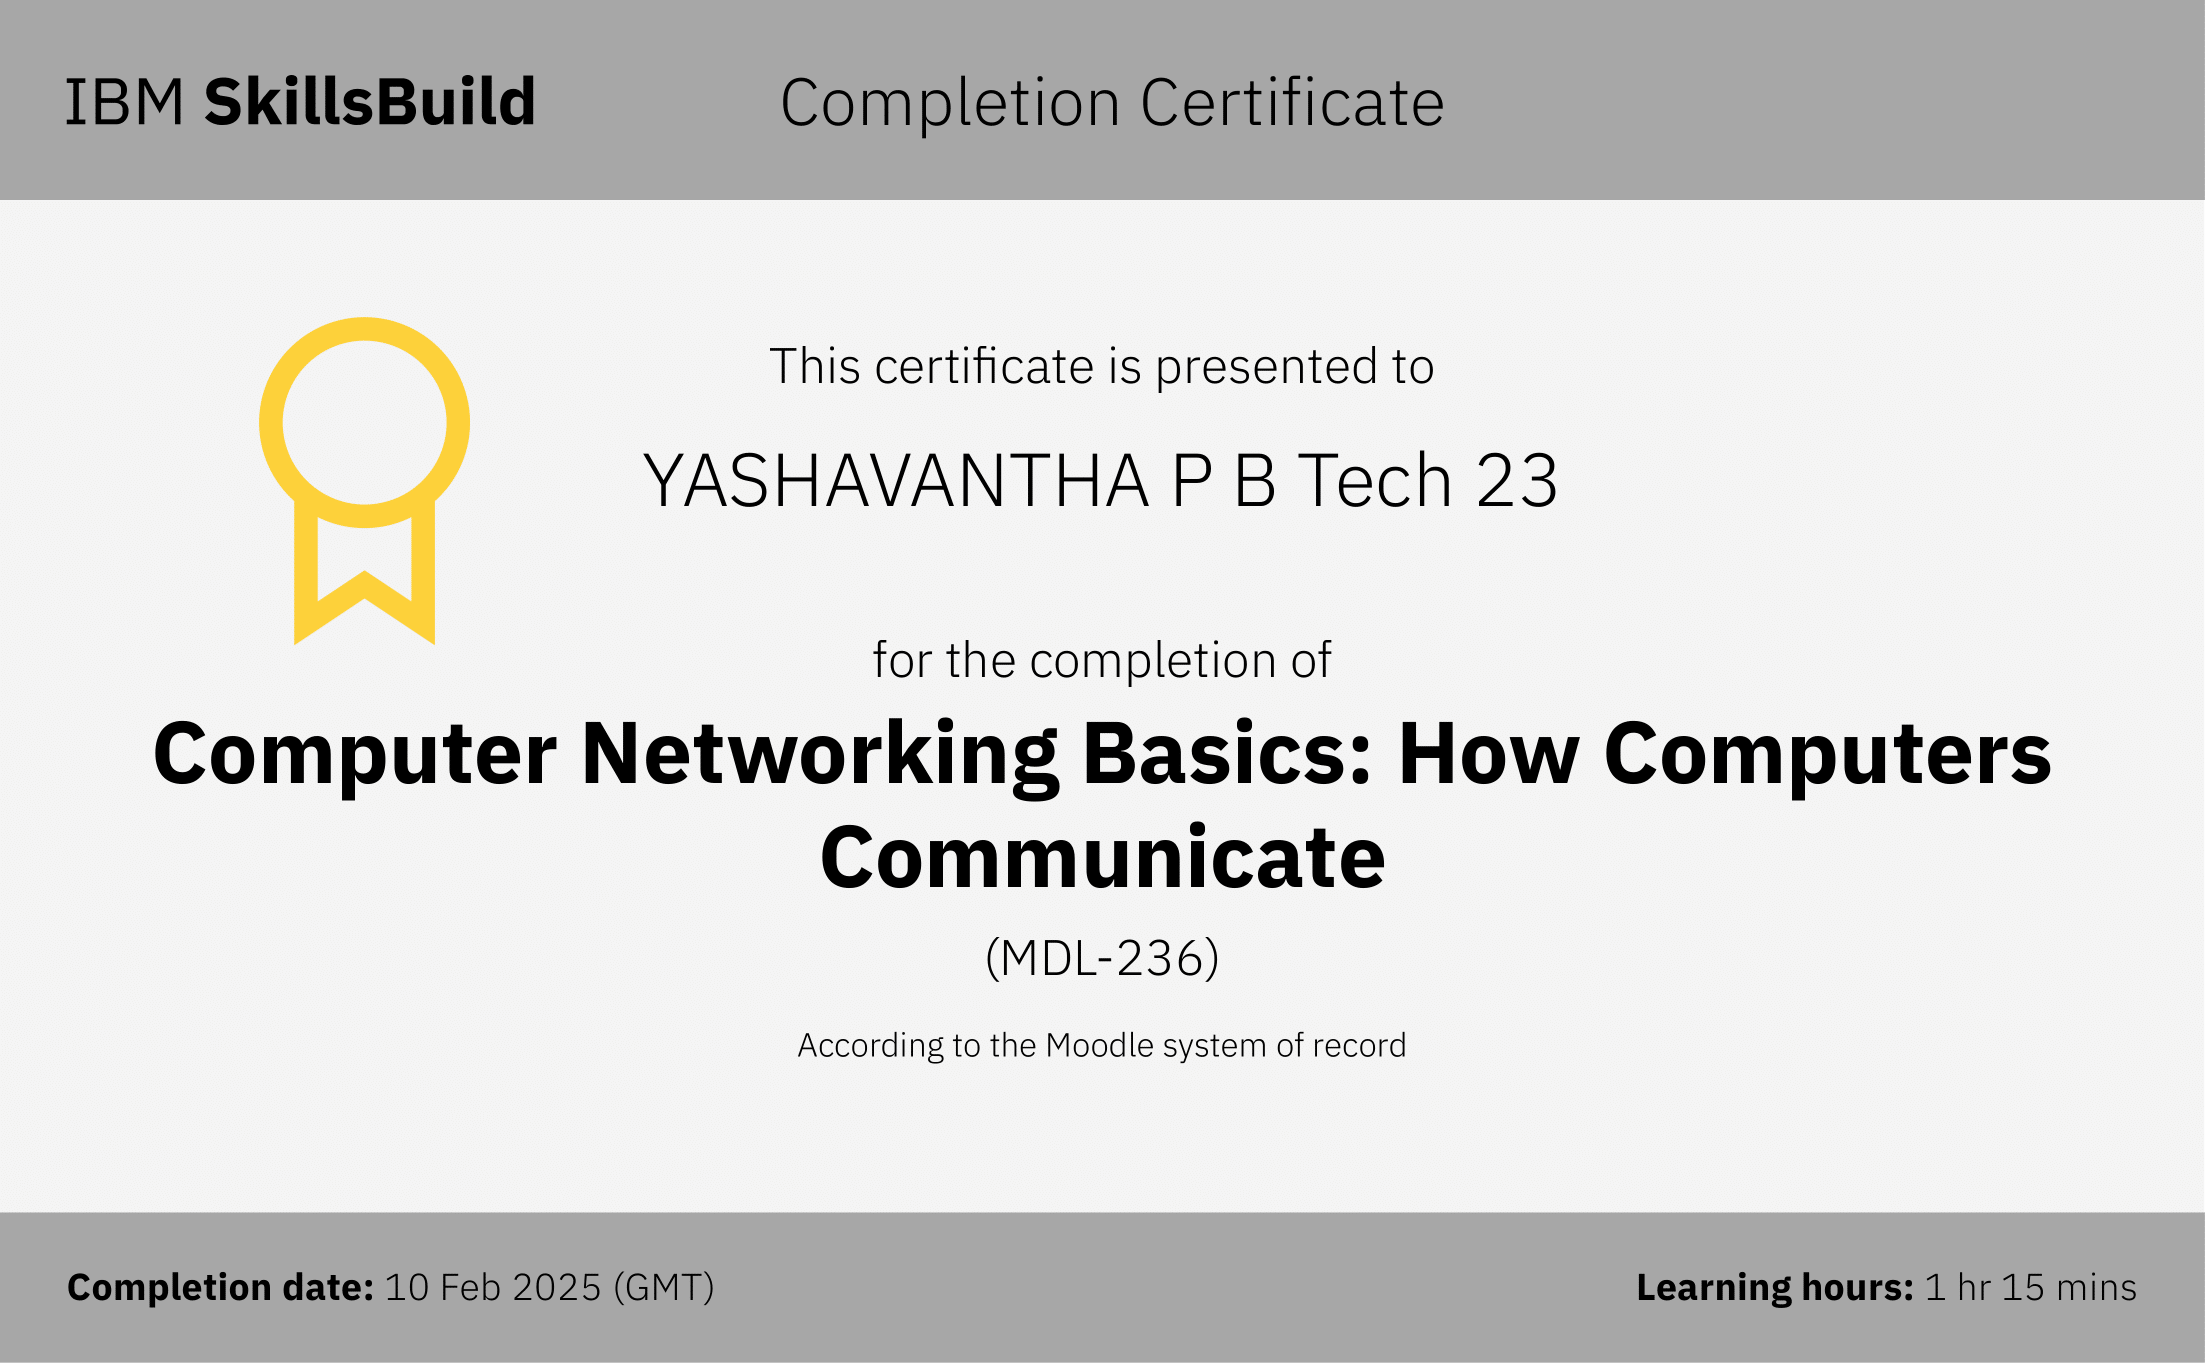 IBM SkillsBuild
Completion Certificate
This certificate is presented to
YASHAVANTHA P B Tech 23
for the completion of
Computer Networking Basics: How Computers
Communicate
(MDL-236)
According to the Moodle system of record
Completion date: 10 Feb 2025 (GMT)
Learning hours: 1 hr 15 mins